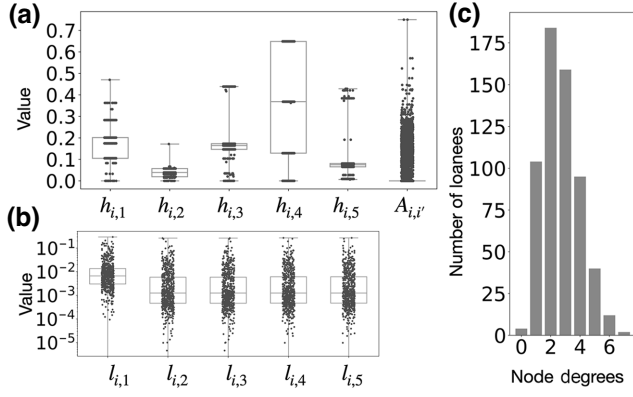 (a)
Value
0.7
0.6
0.5
0.4
0.3
0.2
0.1
0.0
h_{i,1} h_{i,2} h_{i,3} h_{i,4} h_{i,5} A_{i,i'}
(b)
Value
10^{-1}
10^{-2}
10^{-3}
10^{-4}
10^{-5}
l_{i,1} l_{i,2} l_{i,3} l_{i,4} l_{i,5}
(c)
Number of loanees
175
150
125
100
75
50
25
0
0 2 4 6
Node degrees